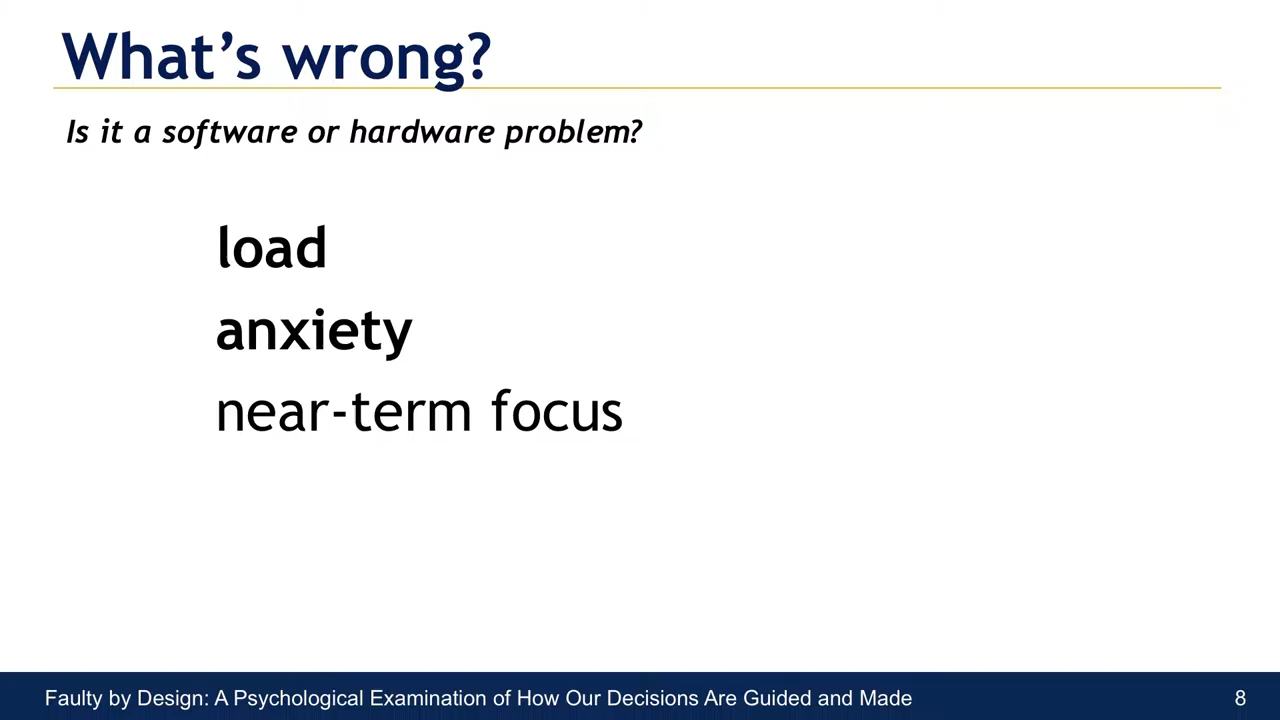 What’s wrong?
Is it a software or hardware problem?
load
anxiety
near-term focus
Faulty by Design: A Psychological Examination of How Our Decisions Are Guided and Made
8